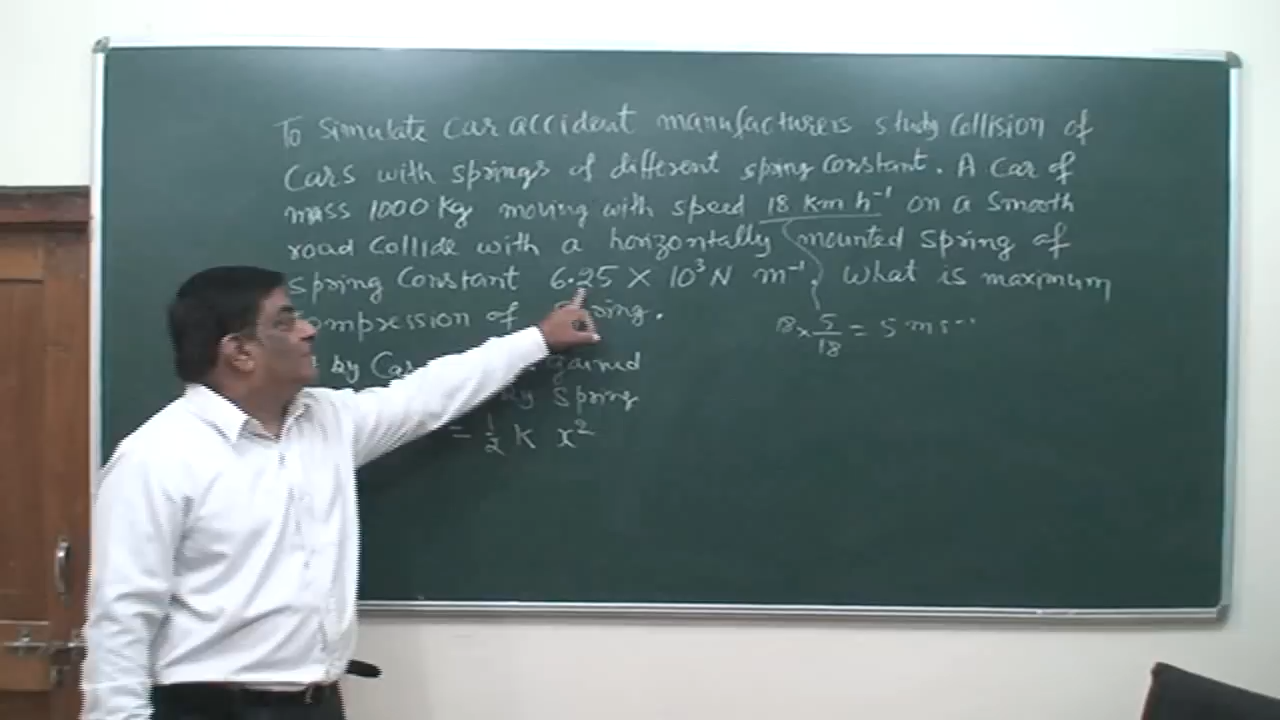 To Simulate Car accident manufacturers study Collision of
Cars with springs of different spring Constant. A Car of
mass 1000 Kg moving with speed 18 Km h⁻¹ on a Smooth
road Collide with a horizontally mounted Spring of
spring Constant 6.25 × 10³ N m⁻¹, What is maximum
ompression of
18 × 5/18 = 5 m s⁻¹
by Car gained
by Spring
= 1/2 K x²